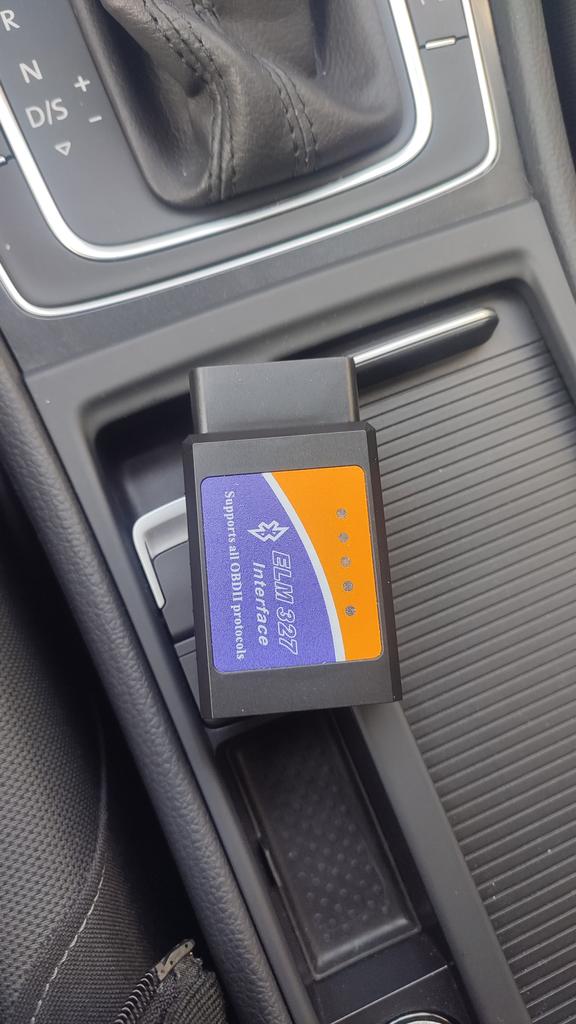 R
N
D/S
+
-
ELM 327
Interface
Supports all OBDII protocols